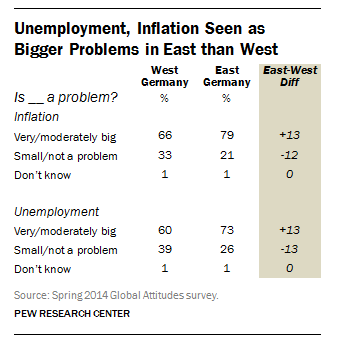 Unemployment, Inflation Seen as
Bigger Problems in East than West
West Germany East Germany East-West Diff
Is __ a problem? % %
Inflation
Very/moderately big 66 79 +13
Small/not a problem 33 21 -12
Don't know 1 1 0
Unemployment
Very/moderately big 60 73 +13
Small/not a problem 39 26 -13
Don't know 1 1 0
Source: Spring 2014 Global Attitudes survey.
PEW RESEARCH CENTER